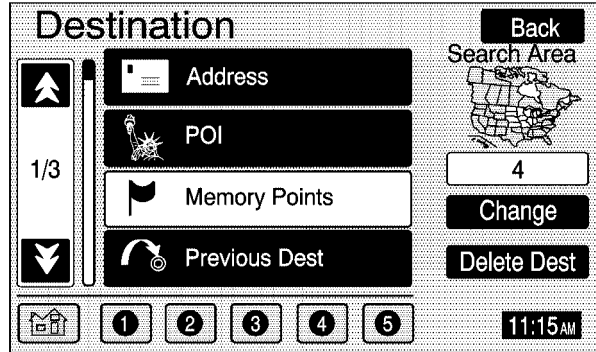 Destination
Back
Search Area
Address
POI
1/3
Memory Points
4
Change
Previous Dest
Delete Dest
1 2 3 4 5
11:15AM